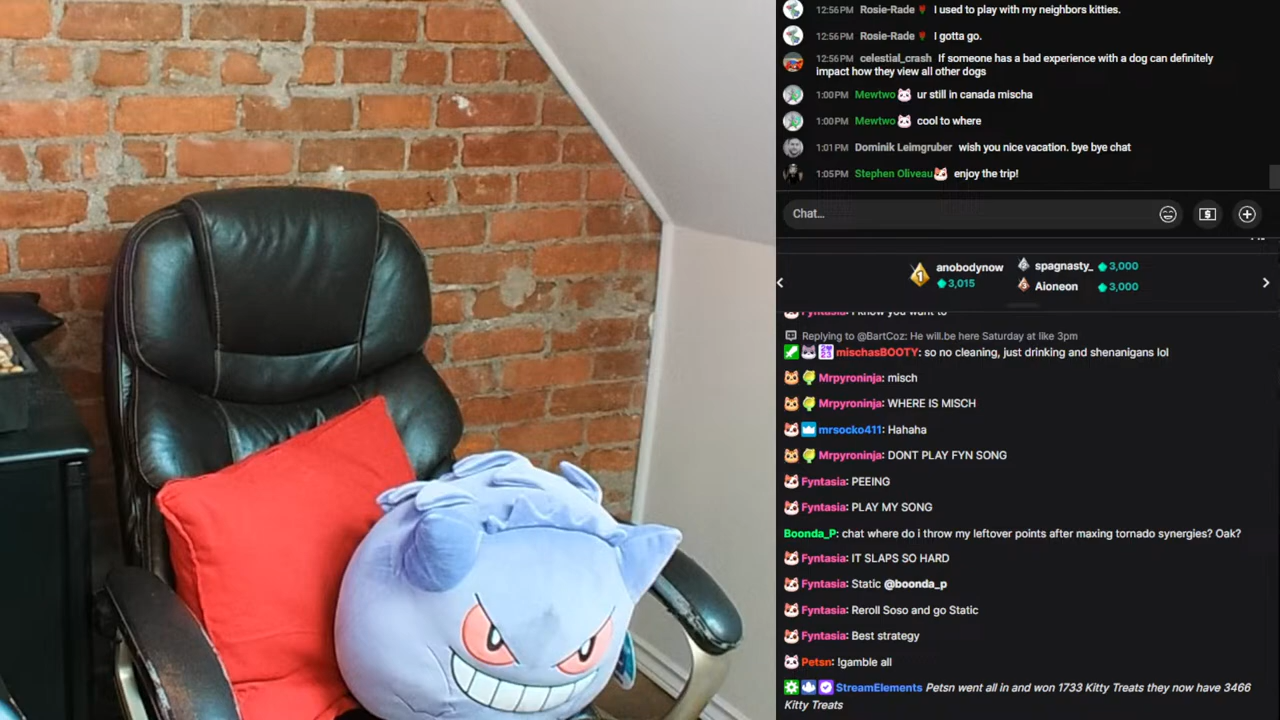 12:56PM Rosie-Rade I used to play with my neighbors kitties.
12:56PM Rosie-Rade I gotta go.
12:56PM celestial_crash If someone has a bad experience with a dog can definitely
impact how they view all other dogs
1:00PM Mewtwo ur still in canada mischa
1:00PM Mewtwo cool to where
1:01PM Dominik Leimgruber wish you nice vacation. bye bye chat
1:05PM Stephen Oliveau enjoy the trip!
Chat...
1 anobodynow 3,015
spagnasty_ 3,000
Aioneon 3,000
Fyntasia: I know you want to
Replying to @BartCoz: He will be here Saturday at like 3pm
mischasBOOTY: so no cleaning, just drinking and shenanigans lol
Mrpyroninja: misch
Mrpyroninja: WHERE IS MISCH
mrsocko411: Hahaha
Mrpyroninja: DONT PLAY FYN SONG
Fyntasia: PEEING
Fyntasia: PLAY MY SONG
Boonda_P: chat where do i throw my leftover points after maxing tornado synergies? Oak?
Fyntasia: IT SLAPS SO HARD
Fyntasia: Static @boonda_p
Fyntasia: Reroll Soso and go Static
Fyntasia: Best strategy
Petsn: !gamble all
StreamElements Petsn went all in and won 1733 Kitty Treats they now have 3466
Kitty Treats